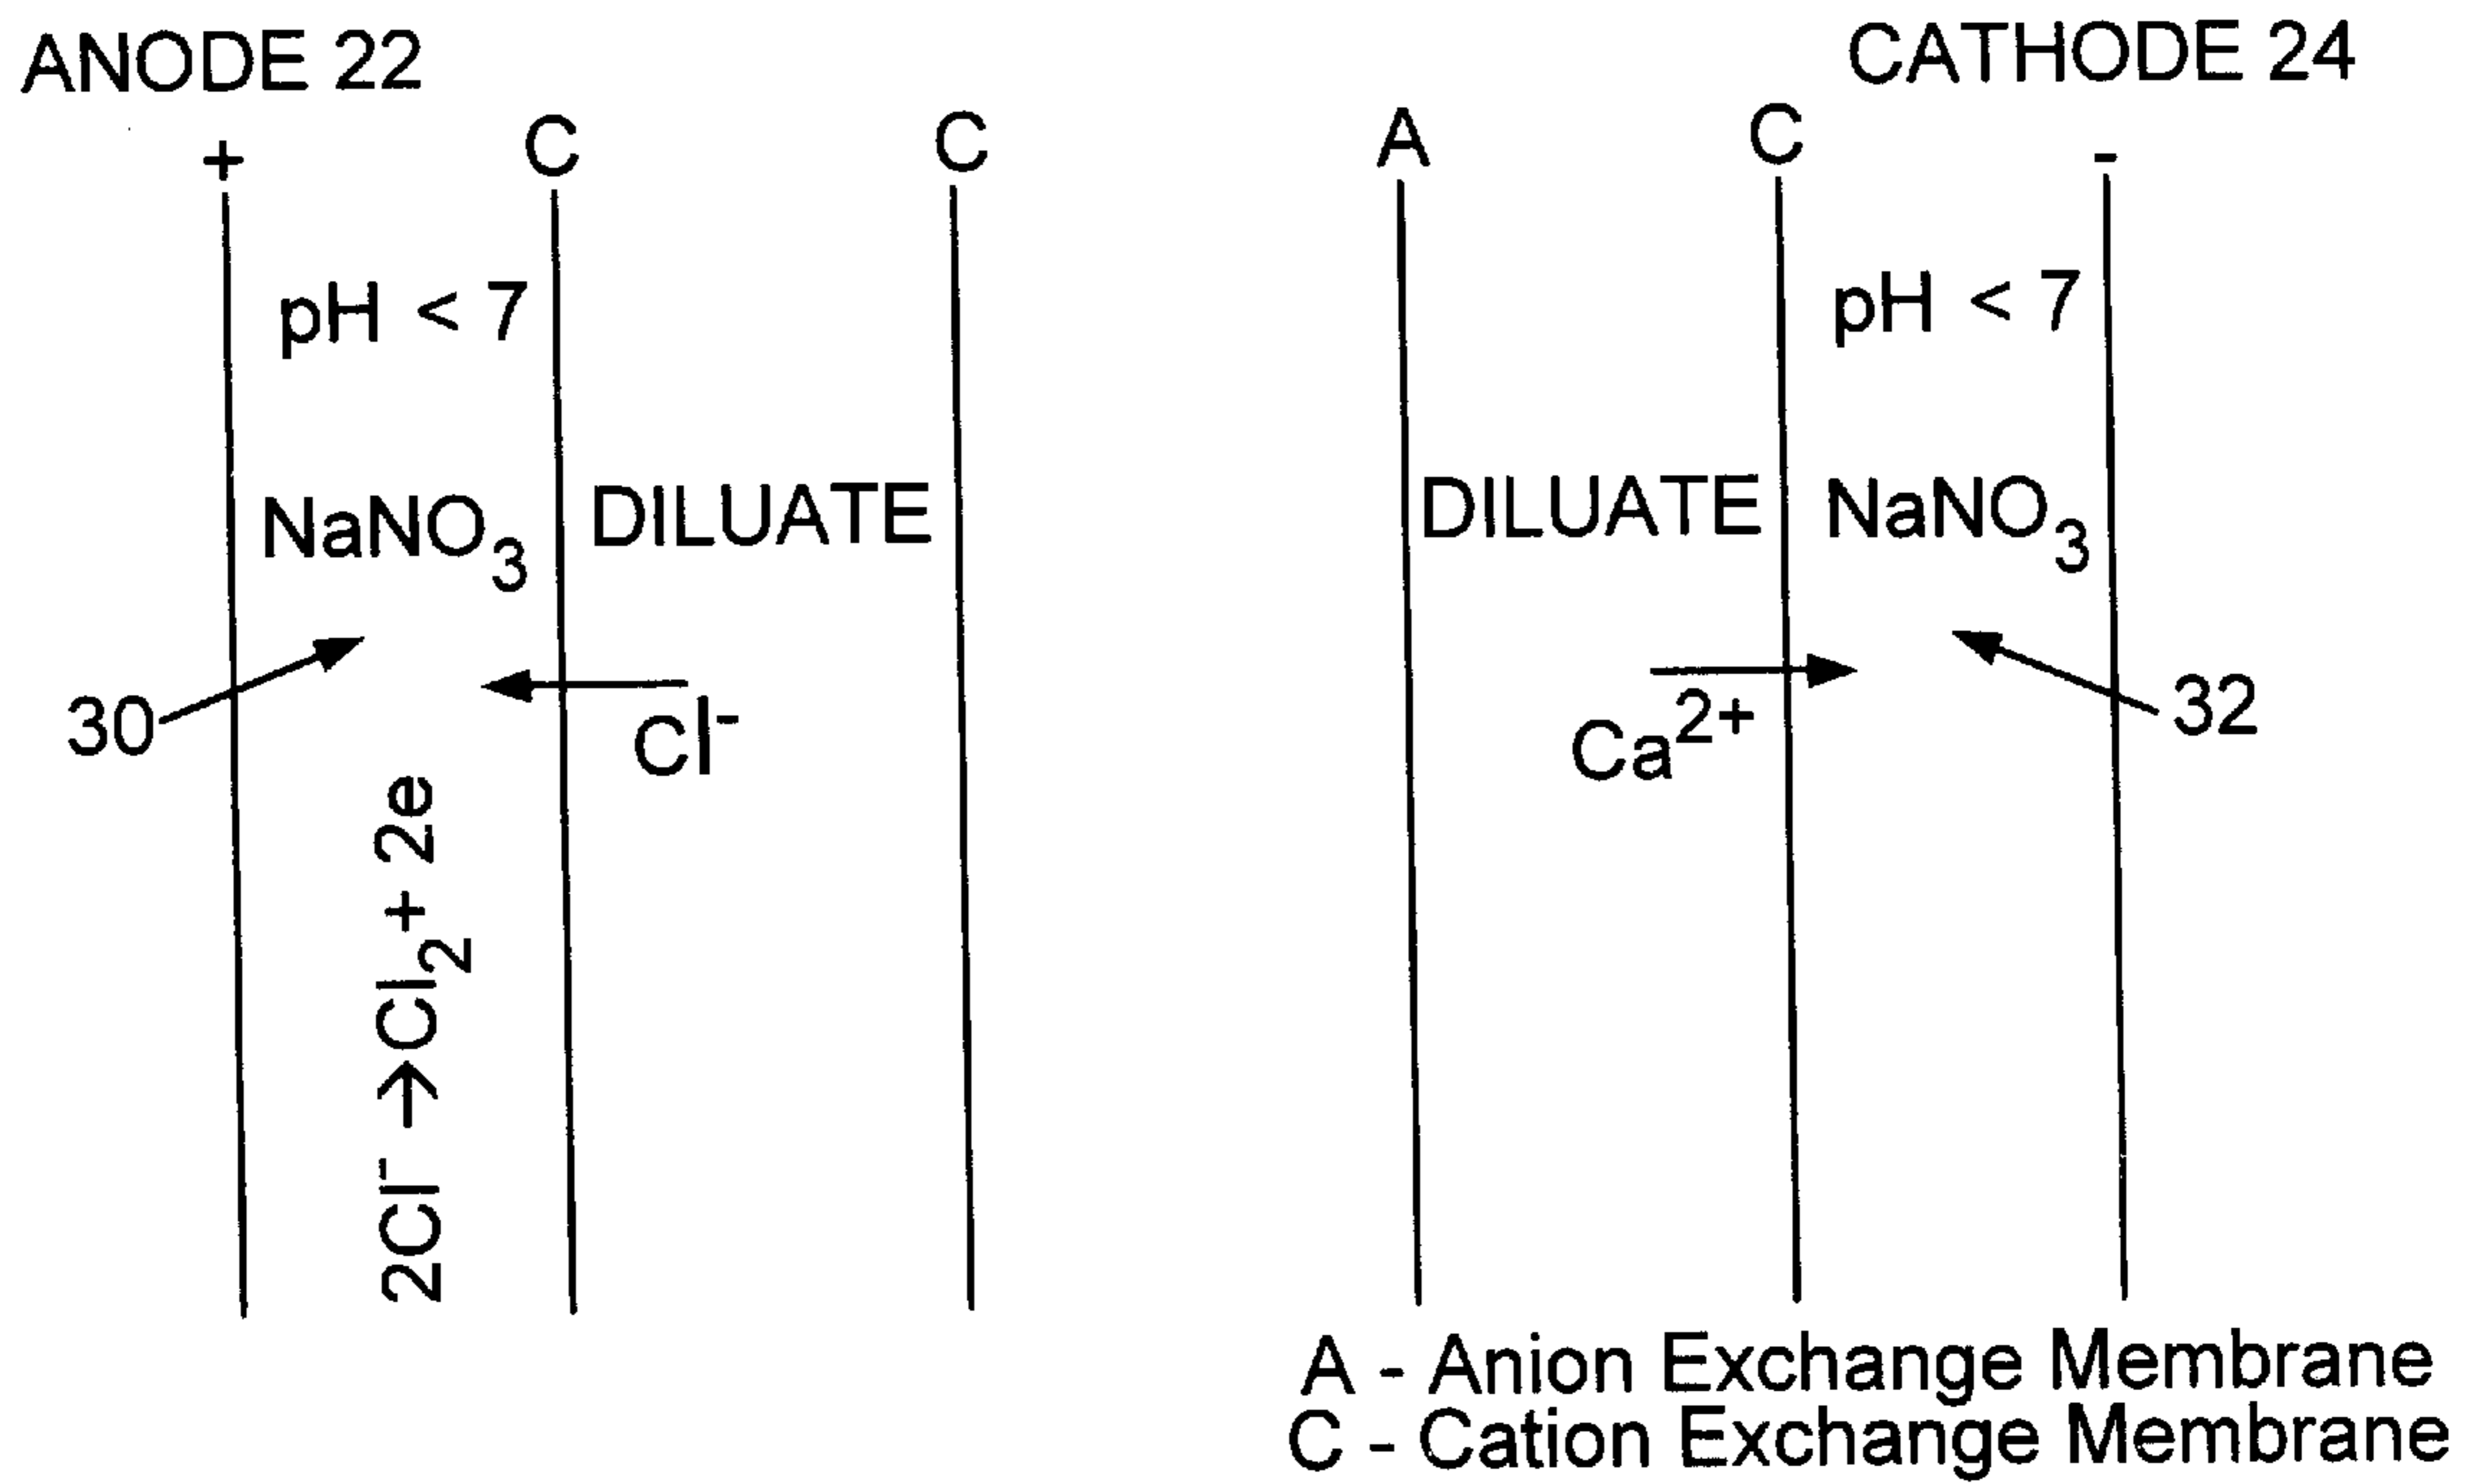 ANODE 22
CATHODE 24
+
C
C
A
C
-
pH < 7
pH < 7
NaNO3
DILUATE
DILUATE
NaNO3
30
Cl-
Ca2+
32
2Cl- →Cl2+ 2e
A - Anion Exchange Membrane
C - Cation Exchange Membrane